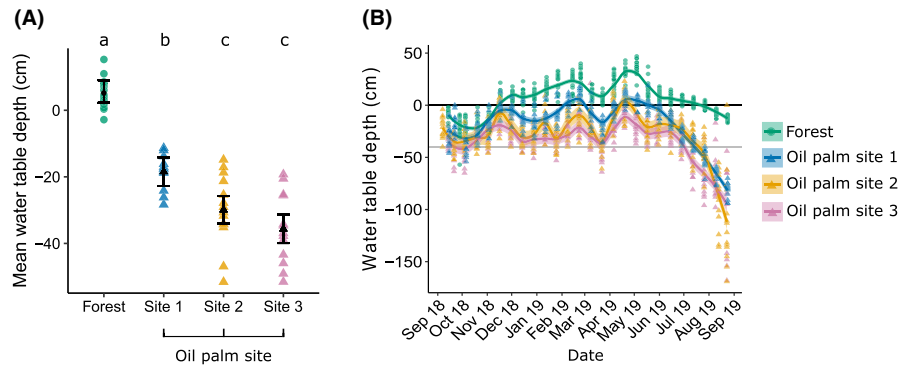 (A)
a b c c
Mean water table depth (cm)
0
−20
−40
Forest Site 1 Site 2 Site 3
Oil palm site
(B)
Water table depth (cm)
50
0
−50
−100
−150
Sep 18
Oct 18
Nov 18
Dec 18
Jan 19
Feb 19
Mar 19
Apr 19
May 19
Jun 19
Jul 19
Aug 19
Sep 19
Date
Forest
Oil palm site 1
Oil palm site 2
Oil palm site 3